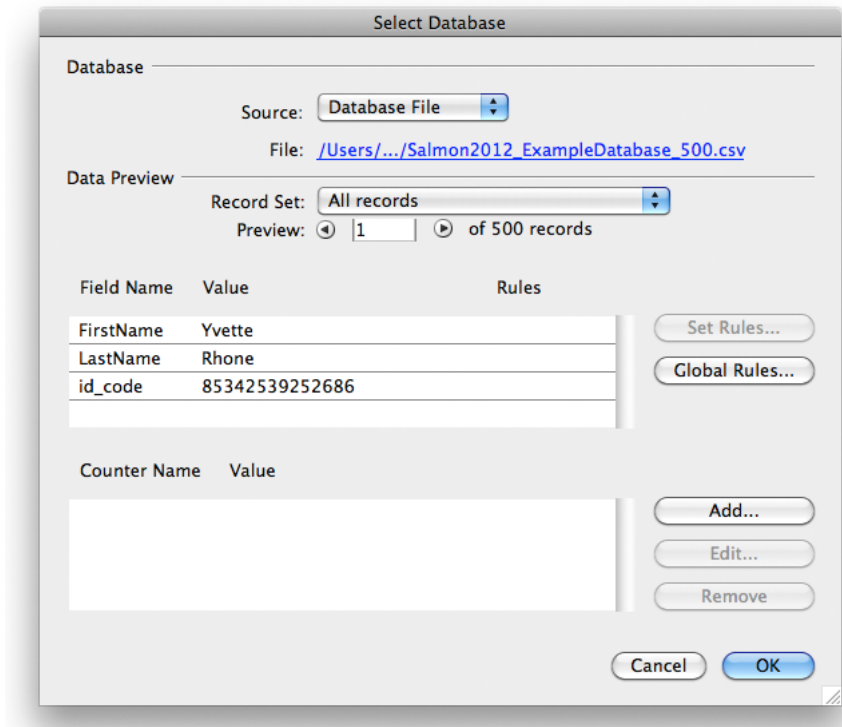 Select Database
Database
Source: Database File
File: /Users/.../Salmon2012_ExampleDatabase_500.csv
Data Preview
Record Set: All records
Preview: 1 of 500 records
Field Name Value Rules
FirstName Yvette
Set Rules...
LastName Rhone
Global Rules...
id_code 85342539252686
Counter Name Value
Add...
Edit...
Remove
Cancel OK